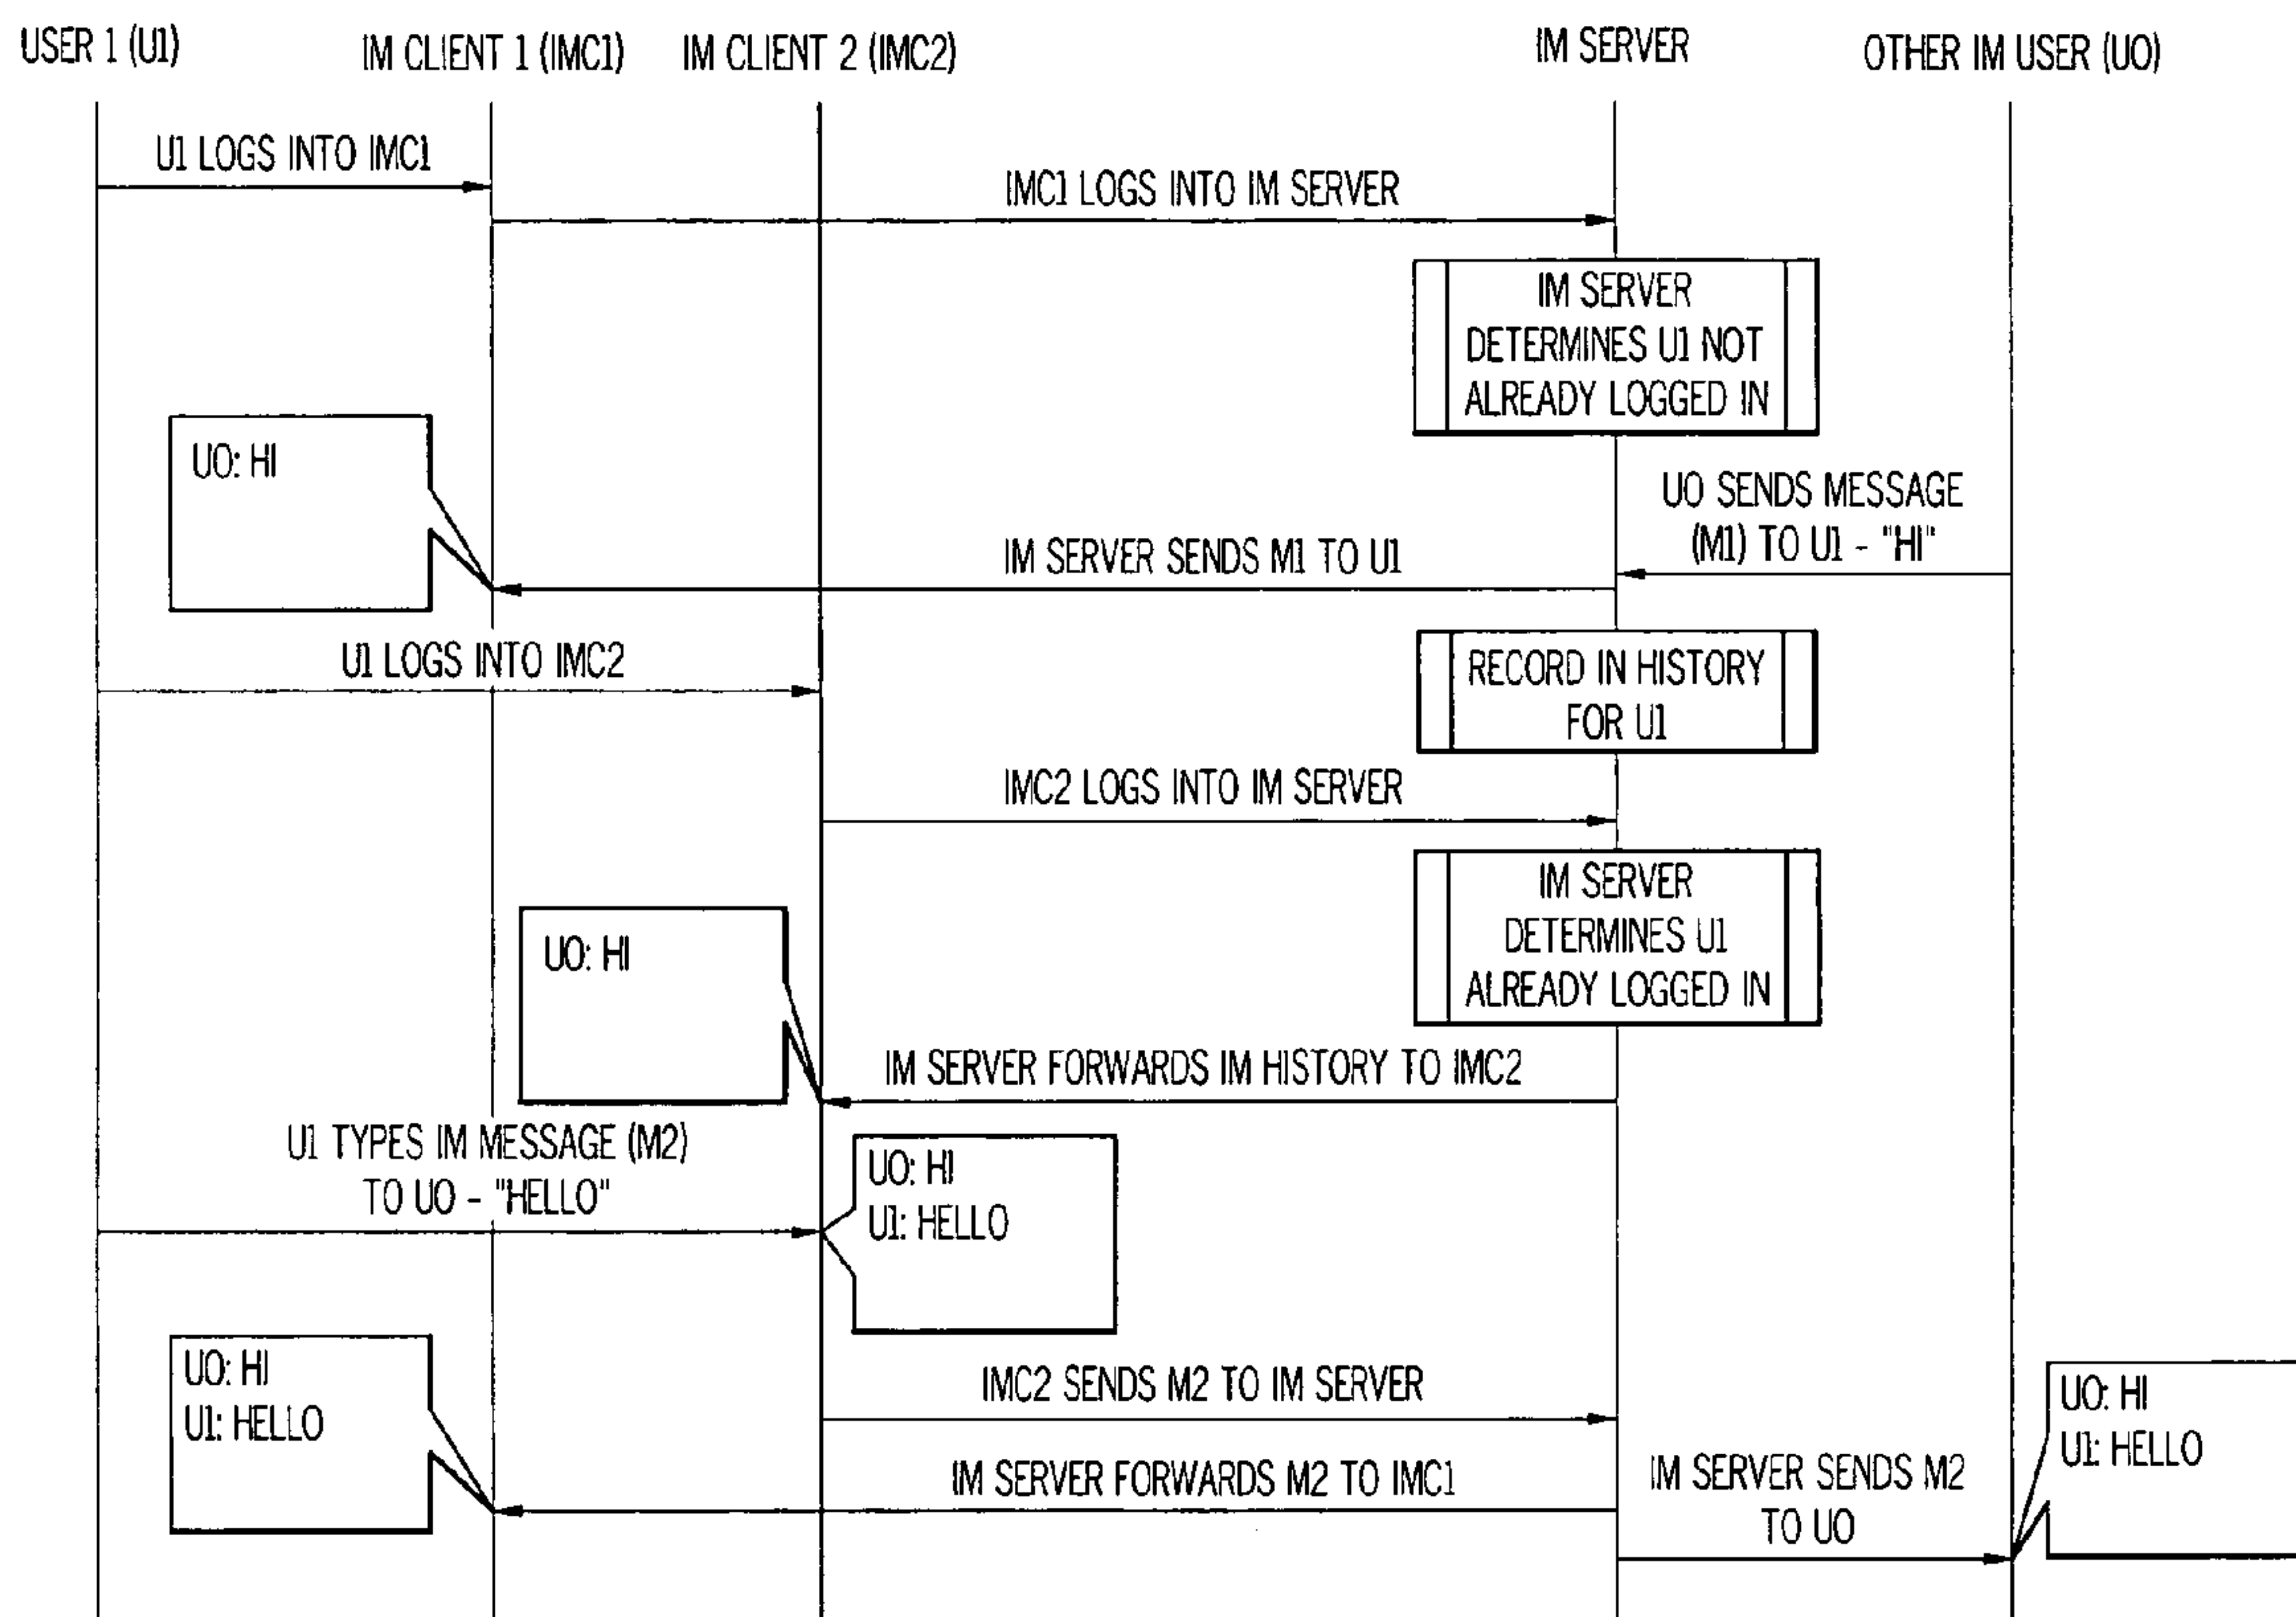 USER 1 (U1)
IM CLIENT 1 (IMC1)
IM CLIENT 2 (IMC2)
IM SERVER
OTHER IM USER (UO)
U1 LOGS INTO IMC1
IMC1 LOGS INTO IM SERVER
IM SERVER
DETERMINES U1 NOT
ALREADY LOGGED IN
UO: HI
UO SENDS MESSAGE
(M1) TO U1 - "HI"
IM SERVER SENDS M1 TO U1
U1 LOGS INTO IMC2
RECORD IN HISTORY
FOR U1
IMC2 LOGS INTO IM SERVER
IM SERVER
DETERMINES U1
ALREADY LOGGED IN
UO: HI
IM SERVER FORWARDS IM HISTORY TO IMC2
U1 TYPES IM MESSAGE (M2)
TO UO - "HELLO"
UO: HI
U1: HELLO
UO: HI
U1: HELLO
IMC2 SENDS M2 TO IM SERVER
UO: HI
U1: HELLO
IM SERVER FORWARDS M2 TO IMC1
IM SERVER SENDS M2
TO UO